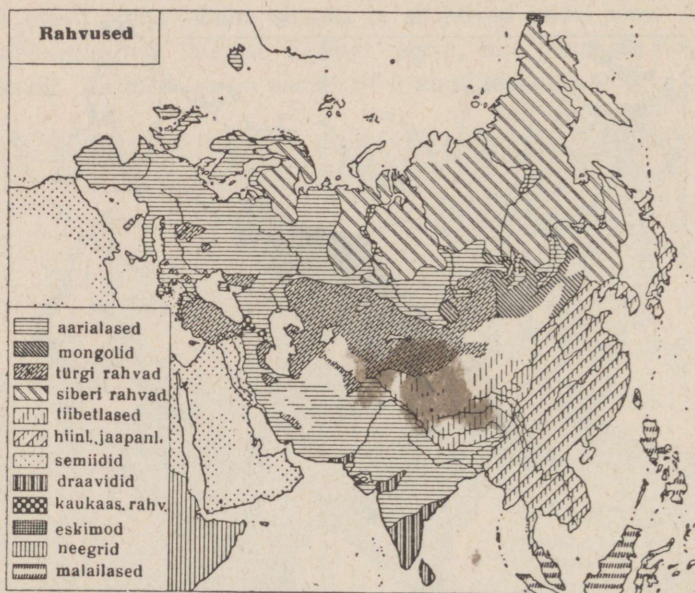 Rahvused
aarialased
mongolid
türgi rahvad
siberi rahvad
tiibetlased
hiinl., jaapanl.
semiidid
draavidid
kaukaas. rahv.
eskimod
neegrid
malailased